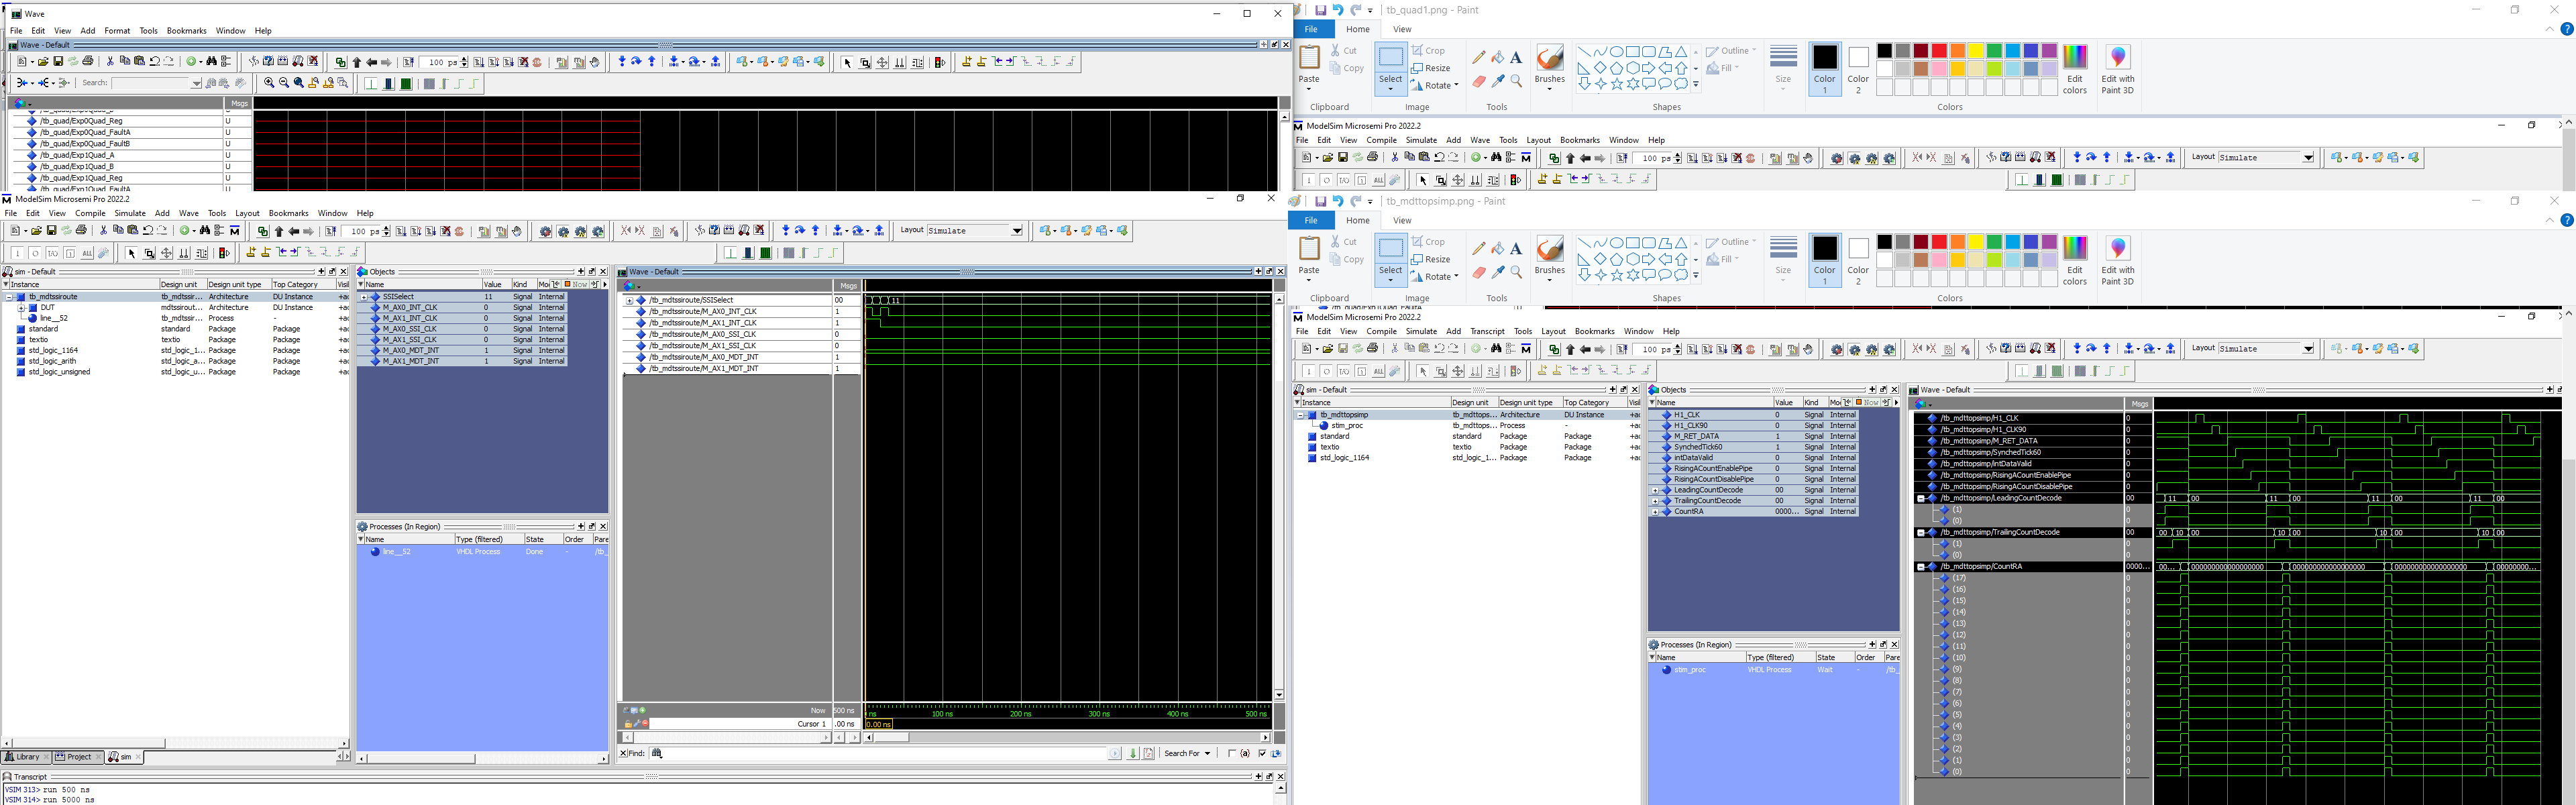 Wave
File Edit View Add Format Tools Bookmarks Window Help
Wave - Default
100 ps
Search:
Msgs
/tb_quad/Exp0Quad_Reg U
/tb_quad/Exp0Quad_FaultA U
/tb_quad/Exp0Quad_FaultB U
/tb_quad/Exp1Quad_A U
/tb_quad/Exp1Quad_B U
/tb_quad/Exp1Quad_Reg U
/tb_quad/Exp1Quad_FaultA U
ModelSim Microsemi Pro 2022.2
File Edit View Compile Simulate Add Wave Tools Layout Bookmarks Window Help
100 ps
Layout Simulate
sim - Default
Instance Design unit Design unit type Top Category Visi
tb_mdtssiroute tb_mdtssir... Architecture DU Instance +ac
DUT mdtssirout... Architecture DU Instance +ac
line__52 tb_mdtssir... Process - +ac
standard standard Package Package +ac
textio textio Package Package +ac
std_logic_1164 std_logic_1... Package Package +ac
std_logic_arith std_logic_a... Package Package +ac
std_logic_unsigned std_logic_u... Package Package +ac
Library Project sim
Objects
Name Value Kind Mode Now
SSISelect 11 Signal Internal
M_AX0_INT_CLK 0 Signal Internal
M_AX1_INT_CLK 0 Signal Internal
M_AX0_SSI_CLK 0 Signal Internal
M_AX1_SSI_CLK 0 Signal Internal
M_AX0_MDT_INT 1 Signal Internal
M_AX1_MDT_INT 1 Signal Internal
Processes (In Region)
Name Type (filtered) State Order Pare
line__52 VHDL Process Done - /tb_
Wave - Default
Msgs
/tb_mdtssiroute/SSISelect 00 11
/tb_mdtssiroute/M_AX0_INT_CLK 1
/tb_mdtssiroute/M_AX1_INT_CLK 1
/tb_mdtssiroute/M_AX0_SSI_CLK 0
/tb_mdtssiroute/M_AX1_SSI_CLK 0
/tb_mdtssiroute/M_AX0_MDT_INT 1
/tb_mdtssiroute/M_AX1_MDT_INT 1
Now 500 ns ns 100 ns 200 ns 300 ns 400 ns 500 ns
Cursor 1 .00 ns 0.00 ns
Find: Search For (a)
Transcript
VSIM 313> run 500 ns
VSIM 314> run 5000 ns
tb_quad1.png - Paint
File Home View
Paste Cut Copy Select Crop Resize Rotate Brushes Outline Fill Size Color 1 Color 2 Edit colors Edit with Paint 3D
Clipboard Image Tools Shapes Colors
ModelSim Microsemi Pro 2022.2
File Edit View Compile Simulate Add Wave Tools Layout Bookmarks Window Help
100 ps
Layout Simulate
tb_mdttopsimp.png - Paint
File Home View
Paste Cut Copy Select Crop Resize Rotate Brushes Outline Fill Size Color 1 Color 2 Edit colors Edit with Paint 3D
Clipboard Image Tools Shapes Colors
ModelSim Microsemi Pro 2022.2
File Edit View Compile Simulate Add Transcript Tools Layout Bookmarks Window Help
100 ps
Layout Simulate
sim - Default
Instance Design unit Design unit type Top Category Visi
tb_mdttopsimp tb_mdttops... Architecture DU Instance +ac
stim_proc tb_mdttops... Process - +ac
standard standard Package Package +ac
textio textio Package Package +ac
std_logic_1164 std_logic_1... Package Package +ac
Objects
Name Value Kind Mode Now
H1_CLK 0 Signal Internal
H1_CLK90 0 Signal Internal
M_RET_DATA 1 Signal Internal
SynchedTick60 1 Signal Internal
intDataValid 0 Signal Internal
RisingACountEnablePipe 0 Signal Internal
RisingACountDisablePipe 0 Signal Internal
LeadingCountDecode 00 Signal Internal
TrailingCountDecode 00 Signal Internal
CountRA 0000... Signal Internal
Processes (In Region)
Name Type (filtered) State Order Pare
stim_proc VHDL Process Wait - /tb_
Wave - Default
Msgs
/tb_mdttopsimp/H1_CLK 0
/tb_mdttopsimp/H1_CLK90 0
/tb_mdttopsimp/M_RET_DATA 0
/tb_mdttopsimp/SynchedTick60 0
/tb_mdttopsimp/intDataValid 0
/tb_mdttopsimp/RisingACountEnablePipe 0
/tb_mdttopsimp/RisingACountDisablePipe 0
/tb_mdttopsimp/LeadingCountDecode 00 11 00 11 00 11 00 11 00
(1) 0
(0) 0
/tb_mdttopsimp/TrailingCountDecode 00 00 10 00 10 00 10 00 10 00
(1) 0
(0) 0
/tb_mdttopsimp/CountRA 0000... 00... 000000000000000000 000000000000000000 000000000000000000 00000000...
(17) 0
(16) 0
(15) 0
(14) 0
(13) 0
(12) 0
(11) 0
(10) 0
(9) 0
(8) 0
(7) 0
(6) 0
(5) 0
(4) 0
(3) 0
(2) 0
(1) 0
(0) 0